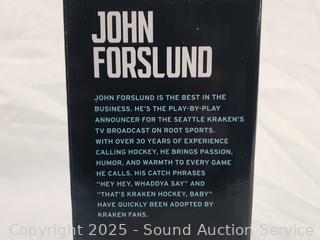 JOHN
FORSLUND
JOHN FORSLUND IS THE BEST IN THE
BUSINESS. HE'S THE PLAY-BY-PLAY
ANNOUNCER FOR THE SEATTLE KRAKEN'S
TV BROADCAST ON ROOT SPORTS.
WITH OVER 30 YEARS OF EXPERIENCE
CALLING HOCKEY, HE BRINGS PASSION,
HUMOR, AND WARMTH TO EVERY GAME
HE CALLS. HIS CATCH PHRASES
"HEY HEY, WHADDYA SAY" AND
"THAT'S KRAKEN HOCKEY, BABY"
HAVE QUICKLY BEEN ADOPTED BY
KRAKEN FANS.
Copyright 2025 - Sound Auction Service